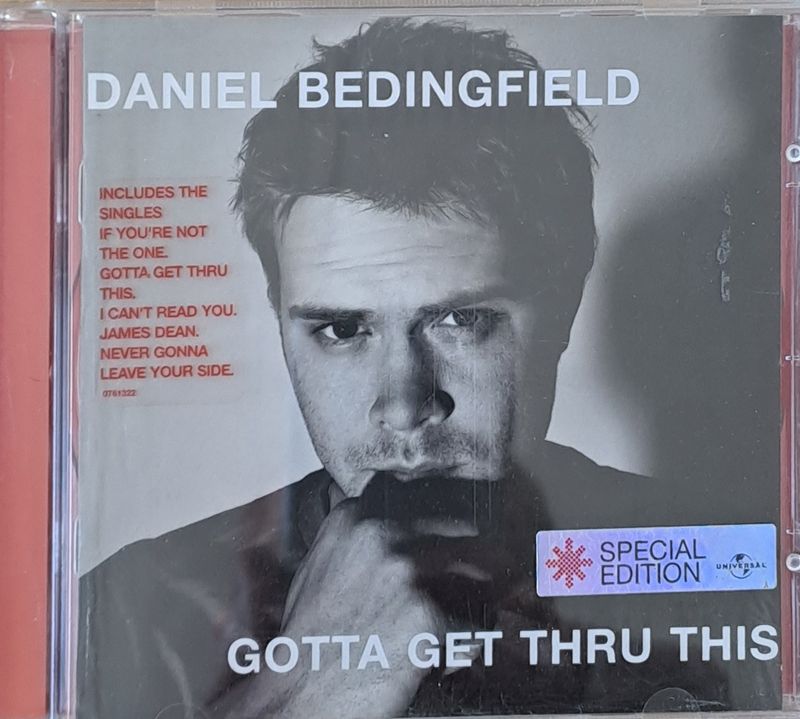 DANIEL BEDINGFIELD
INCLUDES THE
SINGLES
IF YOU'RE NOT
THE ONE.
GOTTA GET THRU
THIS.
I CAN'T READ YOU.
JAMES DEAN.
NEVER GONNA
LEAVE YOUR SIDE.
0761322
SPECIAL
EDITION
UNIVERSAL
GOTTA GET THRU THIS